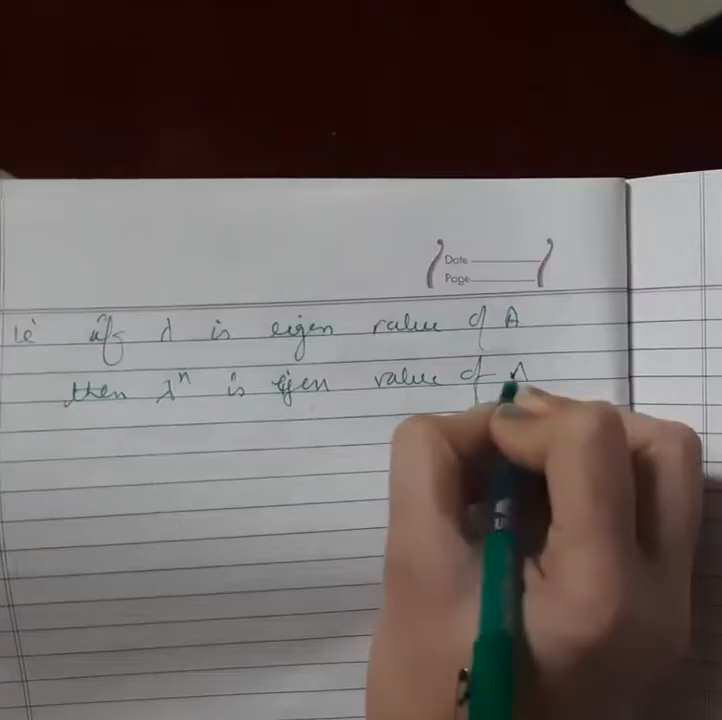 Date
Page
ie if λ is eigen value of A
then λⁿ is eigen value of A